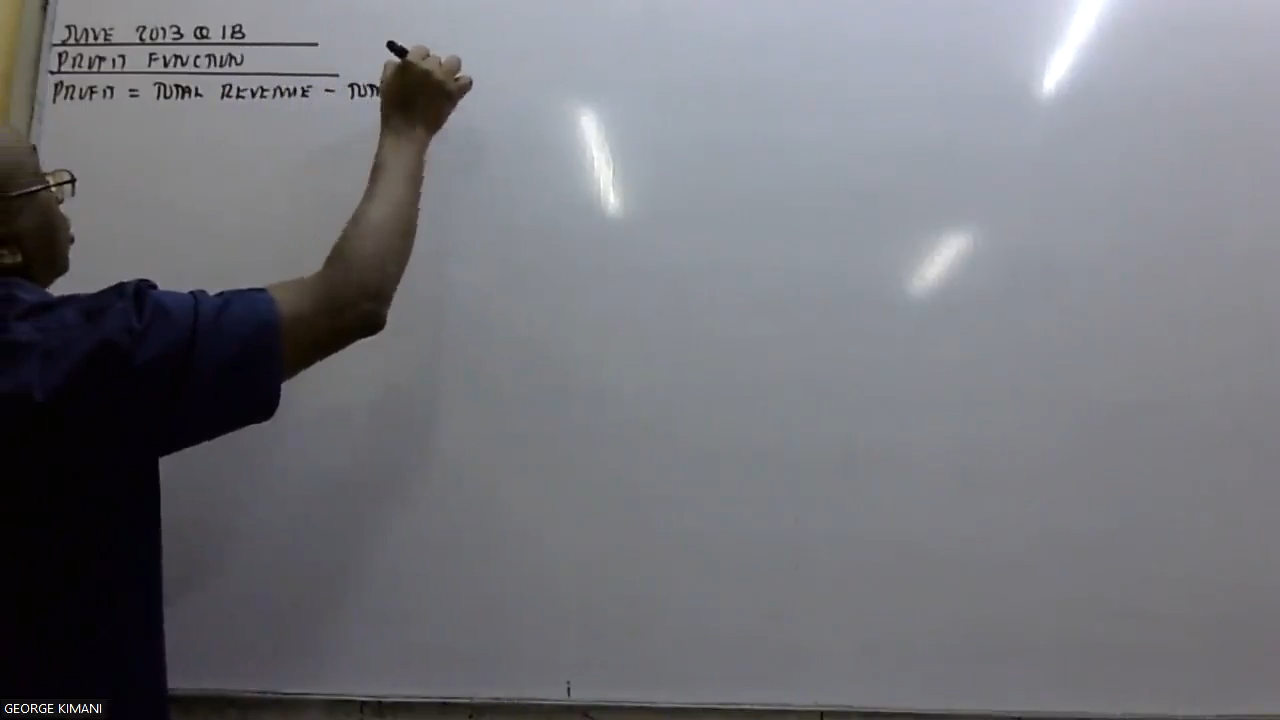 JUNE 2013 Q 1B
PROFIT FUNCTION
PROFIT = TOTAL REVENUE - TOT
GEORGE KIMANI